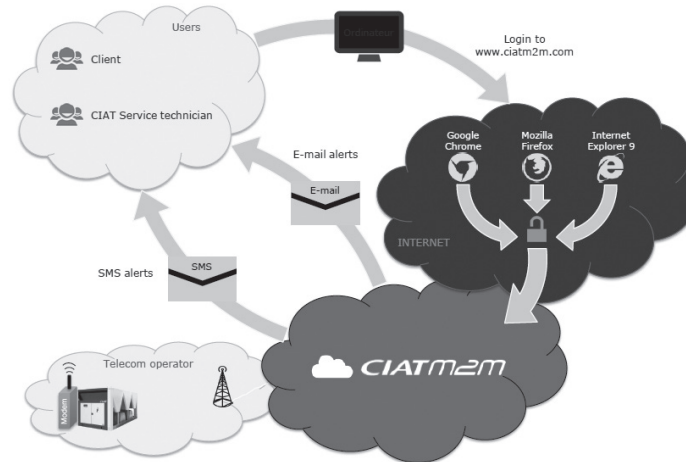 Users
Client
CIAT Service technician
Ordinateur
Login to
www.ciatm2m.com
Google
Chrome
Mozilla
Firefox
Internet
Explorer 9
INTERNET
E-mail alerts
E-mail
SMS alerts
SMS
Telecom operator
Modem
CIATm2m